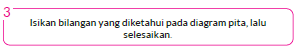 3
Isikan bilangan yang diketahui pada diagram pita, lalu
selesaikan.